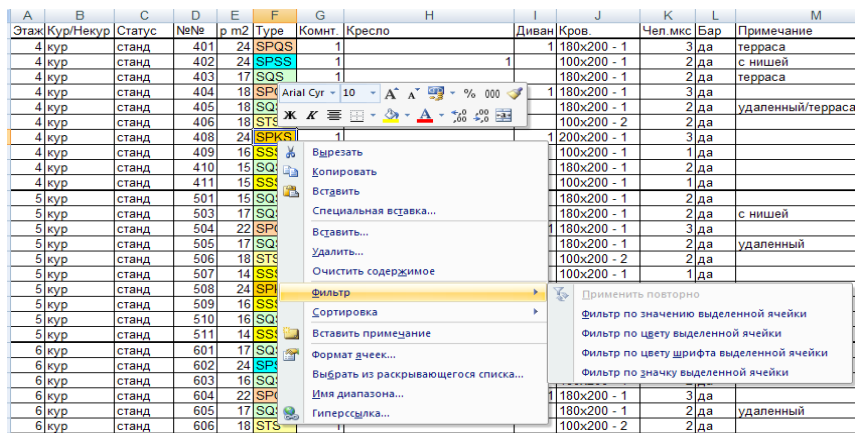 A B C D E F G H I J K L M
Этаж Кур/Некур Статус №№ p m2 Type Комнт. Кресло Диван Кров. Чел.мкс Бар Примечание
4 кур станд 401 24 SPQS 1 1 180x200 - 1 3 да терраса
4 кур станд 402 24 SPSS 1 1 100x200 - 1 2 да с нишей
4 кур станд 403 17 SQS 1 180x200 - 1 2 да терраса
4 кур станд 404 18 1 180x200 - 1 3 да
Arial Cyr 10 A A % 000
4 кур станд 405 18 180x200 - 1 2 да удаленный/терраса
Ж К
4 кур станд 406 18 STS 100x200 - 2 2 да
4 кур станд 408 24 SPKS 1 1 200x200 - 1 3 да
4 кур станд 409 16 100x200 - 1 1 да
4 кур станд 410 15 180x200 - 1 2 да
4 кур станд 411 15 100x200 - 1 1 да
5 кур станд 501 15 180x200 - 1 2 да
5 кур станд 503 17 180x200 - 1 2 да с нишей
5 кур станд 504 22 1 180x200 - 1 3 да
5 кур станд 505 17 180x200 - 1 2 да удаленный
5 кур станд 506 18 STS 100x200 - 2 2 да
5 кур станд 507 14 100x200 - 1 1 да
5 кур станд 508 24
5 кур станд 509 16
5 кур станд 510 16
5 кур станд 511 14
6 кур станд 601 17
6 кур станд 602 24
6 кур станд 603 16
6 кур станд 604 22 1 180x200 - 1 3 да
6 кур станд 605 17 180x200 - 1 2 да удаленный
6 кур станд 606 18 STS 1 100x200 - 2 2 да
Вырезать
Копировать
Вставить
Специальная вставка...
Вставить...
Удалить...
Очистить содержимое
Фильтр
Сортировка
Вставить примечание
Формат ячеек...
Выбрать из раскрывающегося списка...
Имя диапазона...
Гиперссылка...
Применить повторно
Фильтр по значению выделенной ячейки
Фильтр по цвету выделенной ячейки
Фильтр по цвету шрифта выделенной ячейки
Фильтр по значку выделенной ячейки